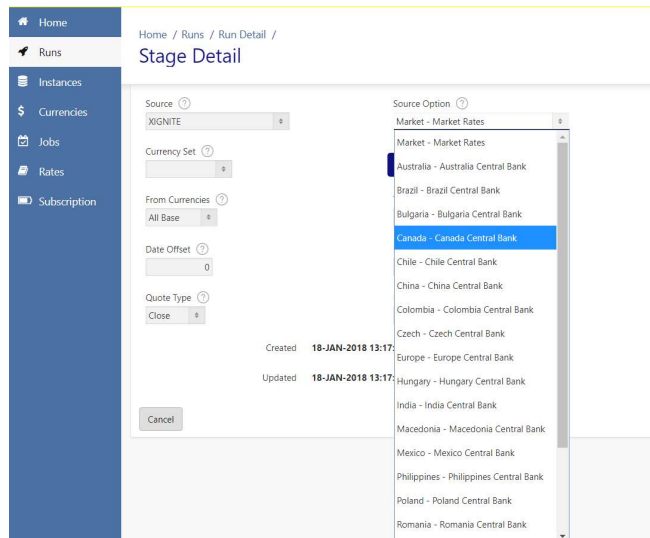 Home
Runs
Instances
Currencies
Jobs
Rates
Subscription
Home / Runs / Run Detail /
Stage Detail
Source
XIGNITE
Currency Set
From Currencies
All Base
Date Offset
0
Quote Type
Close
Created 18-JAN-2018 13:17:
Updated 18-JAN-2018 13:17:
Cancel
Source Option
Market - Market Rates
Market - Market Rates
Australia - Australia Central Bank
Brazil - Brazil Central Bank
Bulgaria - Bulgaria Central Bank
Canada - Canada Central Bank
Chile - Chile Central Bank
China - China Central Bank
Colombia - Colombia Central Bank
Czech - Czech Central Bank
Europe - Europe Central Bank
Hungary - Hungary Central Bank
India - India Central Bank
Macedonia - Macedonia Central Bank
Mexico - Mexico Central Bank
Philippines - Philippines Central Bank
Poland - Poland Central Bank
Romania - Romania Central Bank